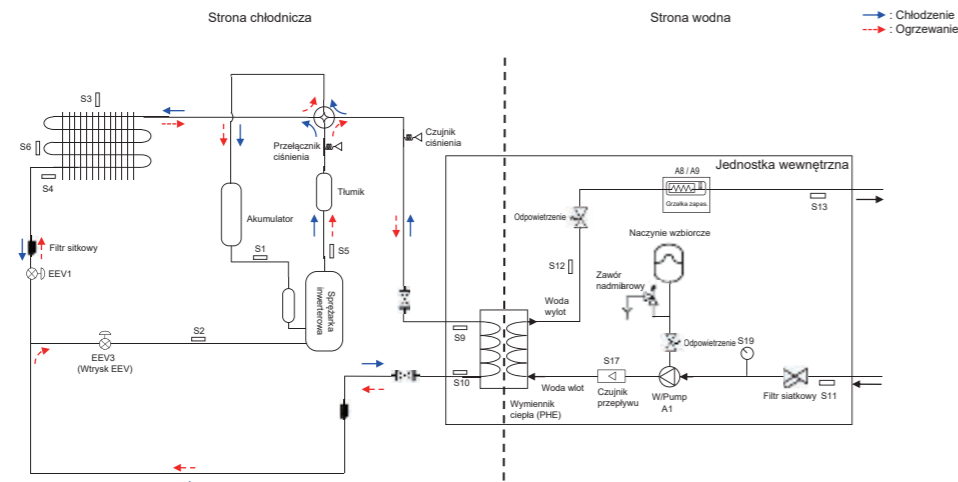 Strona chłodnicza
Strona wodna
: Chłodzenie
: Ogrzewanie
S3
S6
S4
Przełącznik
ciśnienia
Czujnik
ciśnienia
Jednostka wewnętrzna
A8 / A9
Grzałka zapas.
S13
Tłumik
Akumulator
Odpowietrzenie
Naczynie wzbiorcze
Filtr sitkowy
S1
S5
S12
EEV1
Zawór
nadmiarowy
Sprężarka
inwerterowa
Woda
wylot
S2
S9
Odpowietrzenie
S19
EEV3
(Wtrysk EEV)
S17
S10
Woda włot
Czujnik
przepływu
W/Pump
A1
Filtr siatkowy
S11
Wymiennik
ciepła (PHE)